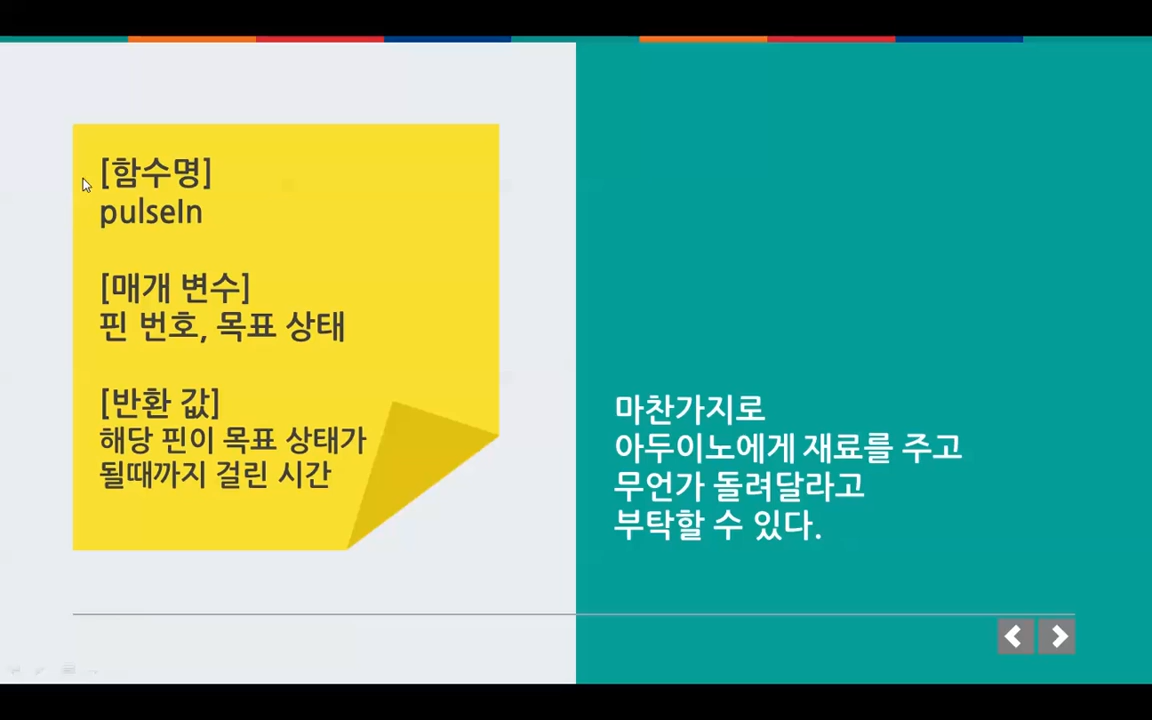 [함수명]
pulseIn
[매개 변수]
핀 번호, 목표 상태
[반환 값]
해당 핀이 목표 상태가
될때까지 걸린 시간
마찬가지로
아두이노에게 재료를 주고
무언가 돌려달라고
부탁할 수 있다.